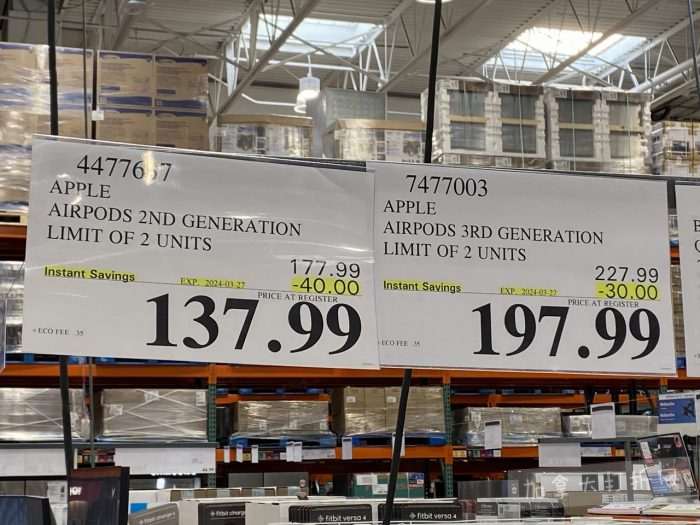 APPLE
AIRPODS 2ND GENERATION
LIMIT OF 2 UNITS
177.99
Instant Savings EXP. 2024-03-27 -40.00
PRICE AT REGISTER
137.99
+ ECO FEE .35
7477003
APPLE
AIRPODS 3RD GENERATION
LIMIT OF 2 UNITS
227.99
Instant Savings EXP. 2024-03-27 -30.00
PRICE AT REGISTER
197.99
+ ECO FEE .35
fitbit charge
fitbit versa 4
fitbit versa 4